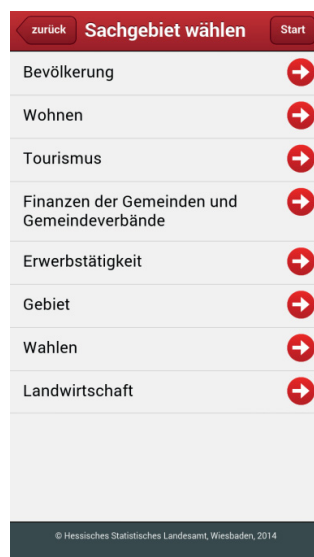 zurück Sachgebiet wählen Start
Bevölkerung
Wohnen
Tourismus
Finanzen der Gemeinden und
Gemeindeverbände
Erwerbstätigkeit
Gebiet
Wahlen
Landwirtschaft
© Hessisches Statistisches Landesamt, Wiesbaden, 2014